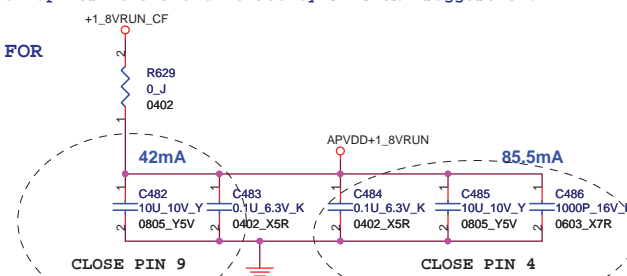 +1_8VRUN_CF
FOR
2
R629
0_J
0402
1
42mA
APVDD+1_8VRUN
85.5mA
1 C482
10U_10V_Y
2 0805_Y5V
1 C483
0.1U_6.3V_K
2 0402_X5R
1 C484
0.1U_6.3V_K
2 0402_X5R
1 C485
10U_10V_Y
2 0805_Y5V
1 C486
1000P_16V_K
2 0603_X7R
CLOSE PIN 9
CLOSE PIN 4